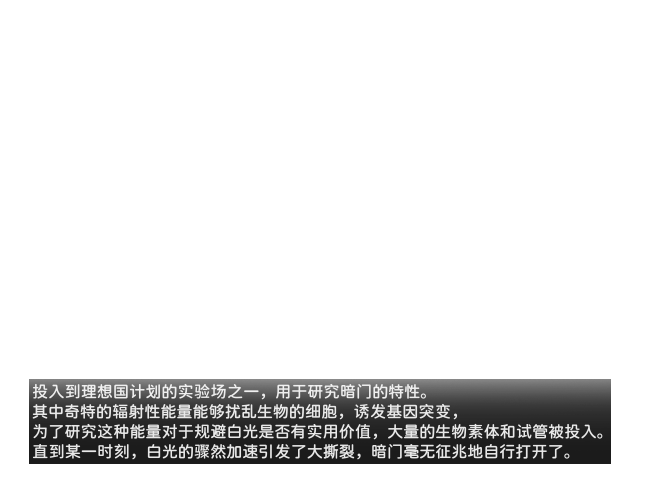 投入到理想国计划的实验场之一，用于研究暗门的特性。
其中奇特的辐射性能量能够扰乱生物的细胞，诱发基因突变，
为了研究这种能量对于规避白光是否有实用价值，大量的生物素体和试管被投入。
直到某一时刻，白光的骤然加速引发了大撕裂，暗门毫无征兆地自行打开了。